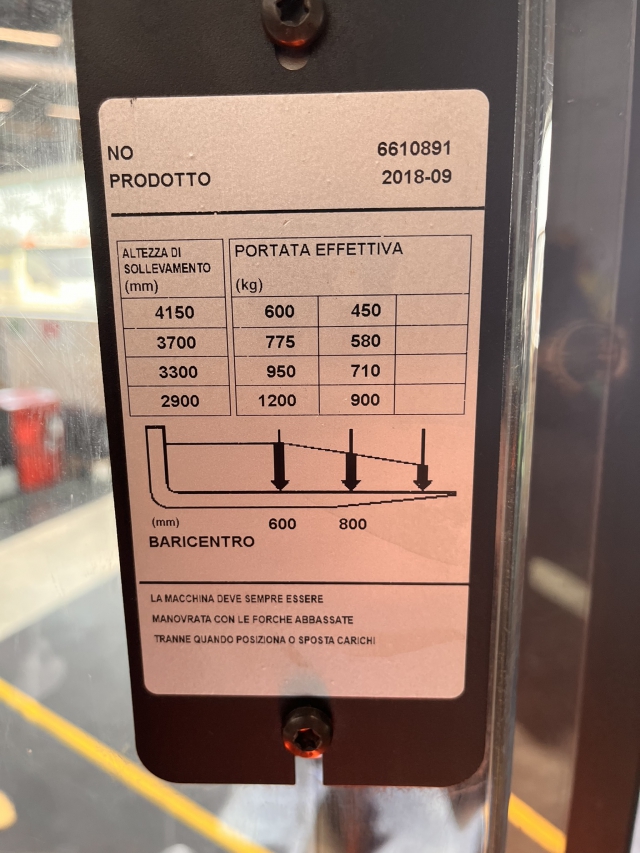 NO 6610891
PRODOTTO 2018-09
ALTEZZA DI
SOLLEVAMENTO
(mm)
PORTATA EFFETTIVA
(kg)
4150 600 450
3700 775 580
3300 950 710
2900 1200 900
(mm) 600 800
BARICENTRO
LA MACCHINA DEVE SEMPRE ESSERE
MANOVRATA CON LE FORCHE ABBASSATE
TRANNE QUANDO POSIZIONA O SPOSTA CARICHI